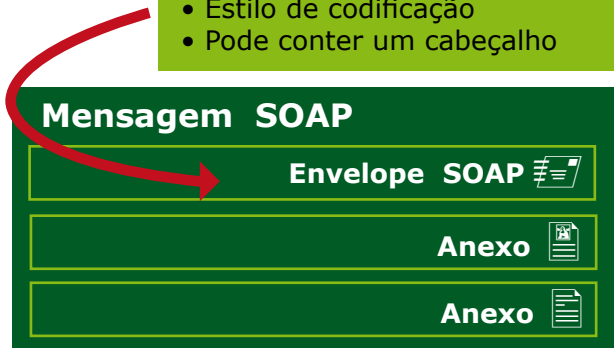 • Estilo de codificação
• Pode conter um cabeçalho
Mensagem SOAP
Envelope SOAP
Anexo
Anexo